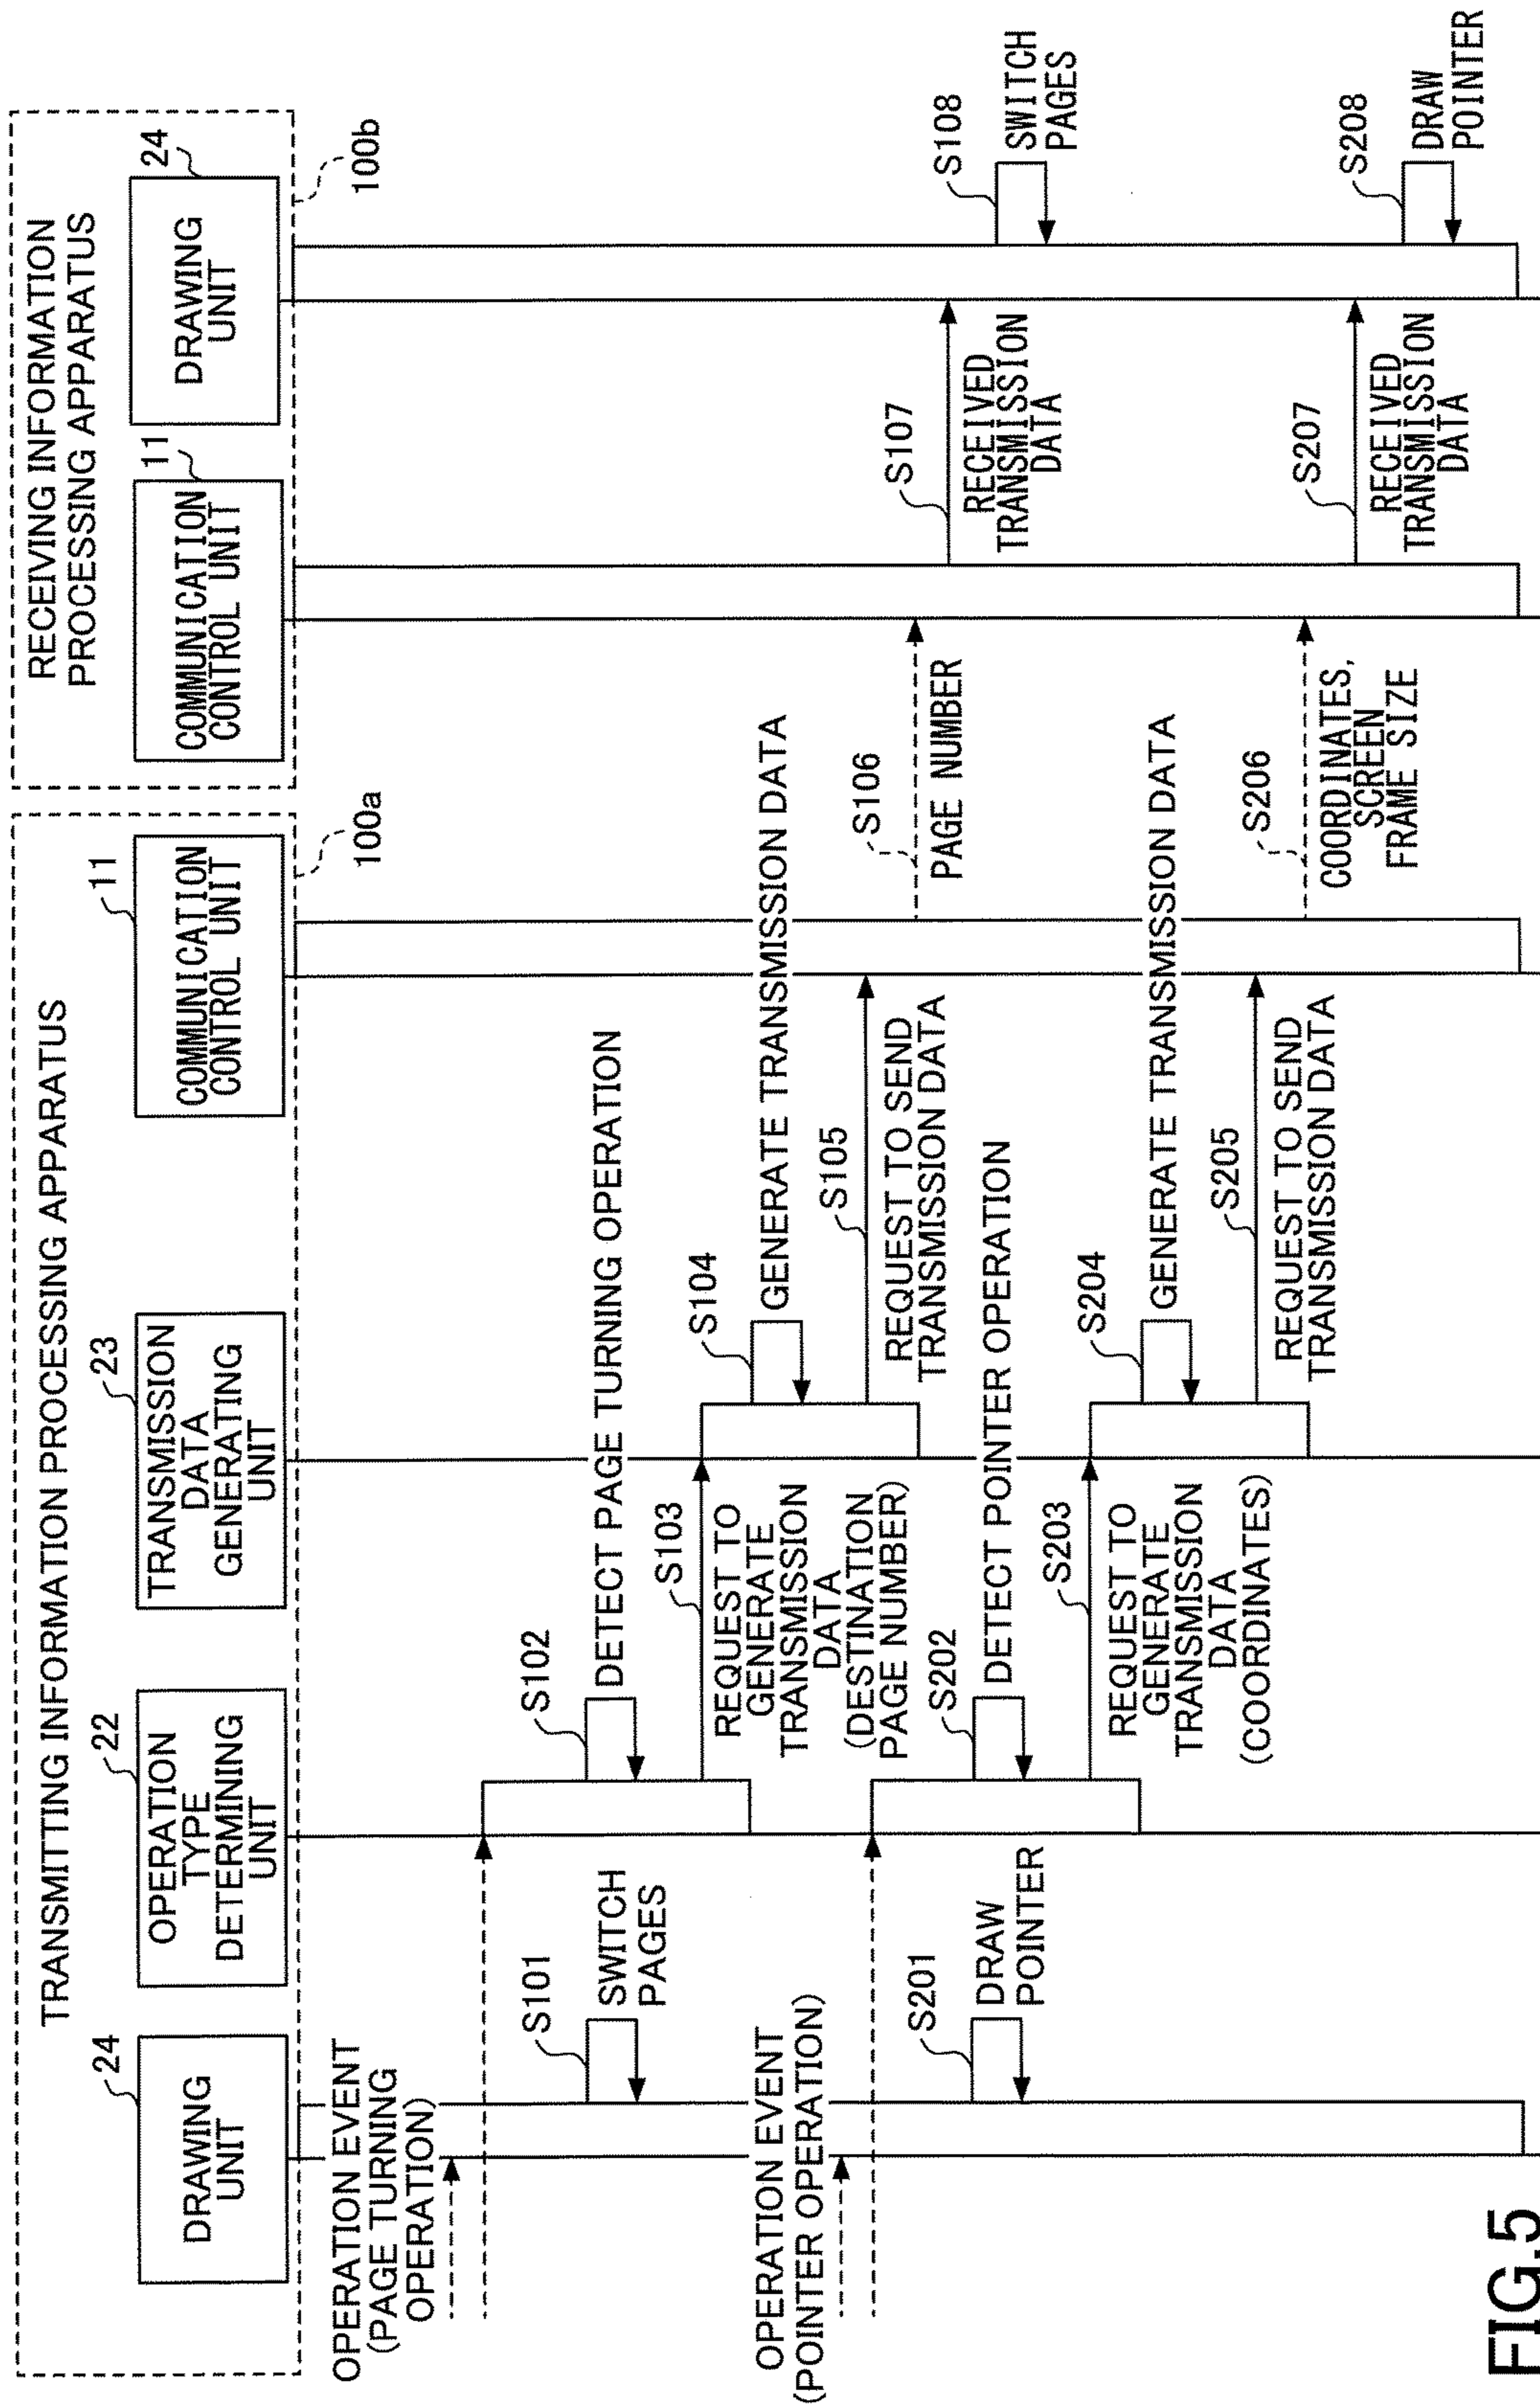 TRANSMITTING INFORMATION PROCESSING APPARATUS
RECEIVING INFORMATION
PROCESSING APPARATUS
24
DRAWING
UNIT
22
OPERATION
TYPE
DETERMINING
UNIT
23
TRANSMISSION
DATA
GENERATING
UNIT
11
COMMUNICATION
CONTROL UNIT
100a
11
COMMUNICATION
CONTROL UNIT
24
DRAWING
UNIT
100b
OPERATION EVENT
(PAGE TURNING
OPERATION)
S101
SWITCH
PAGES
S102
DETECT PAGE TURNING OPERATION
S103
REQUEST TO
GENERATE
TRANSMISSION
DATA
(DESTINATION
PAGE NUMBER)
S104
GENERATE TRANSMISSION DATA
S105
REQUEST TO SEND
TRANSMISSION DATA
S106
PAGE NUMBER
S107
RECEIVED
TRANSMISSION
DATA
S108
SWITCH
PAGES
OPERATION EVENT
(POINTER OPERATION)
S201
DRAW
POINTER
S202
DETECT POINTER OPERATION
S203
REQUEST TO
GENERATE
TRANSMISSION
DATA
(COORDINATES)
S204
GENERATE TRANSMISSION DATA
S205
REQUEST TO SEND
TRANSMISSION DATA
S206
COORDINATES,
SCREEN
FRAME SIZE
S207
RECEIVED
TRANSMISSION
DATA
S208
DRAW
POINTER
FIG.5